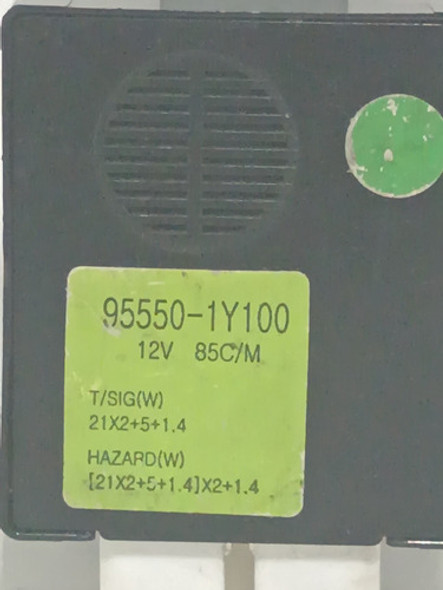 95550-1Y100
12V 85C/M
T/SIG(W)
21X2+5+1.4
HAZARD(W)
[21X2+5+1.4]X2+1.4